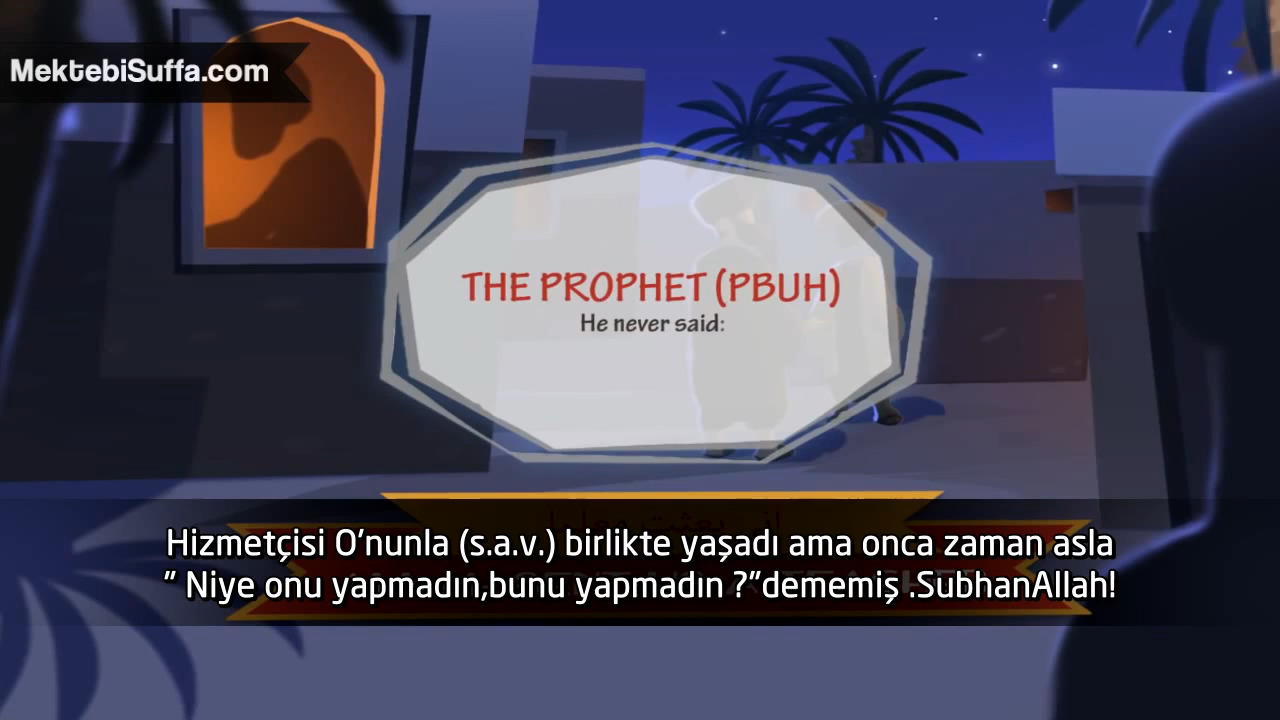 MektebiSuffa.com
THE PROPHET (PBUH)
He never said:
Hizmetçisi O'nunla (s.a.v.) birlikte yaşadı ama onca zaman asla
" Niye onu yapmadın,bunu yapmadın ?"dememiş .SubhanAllah!